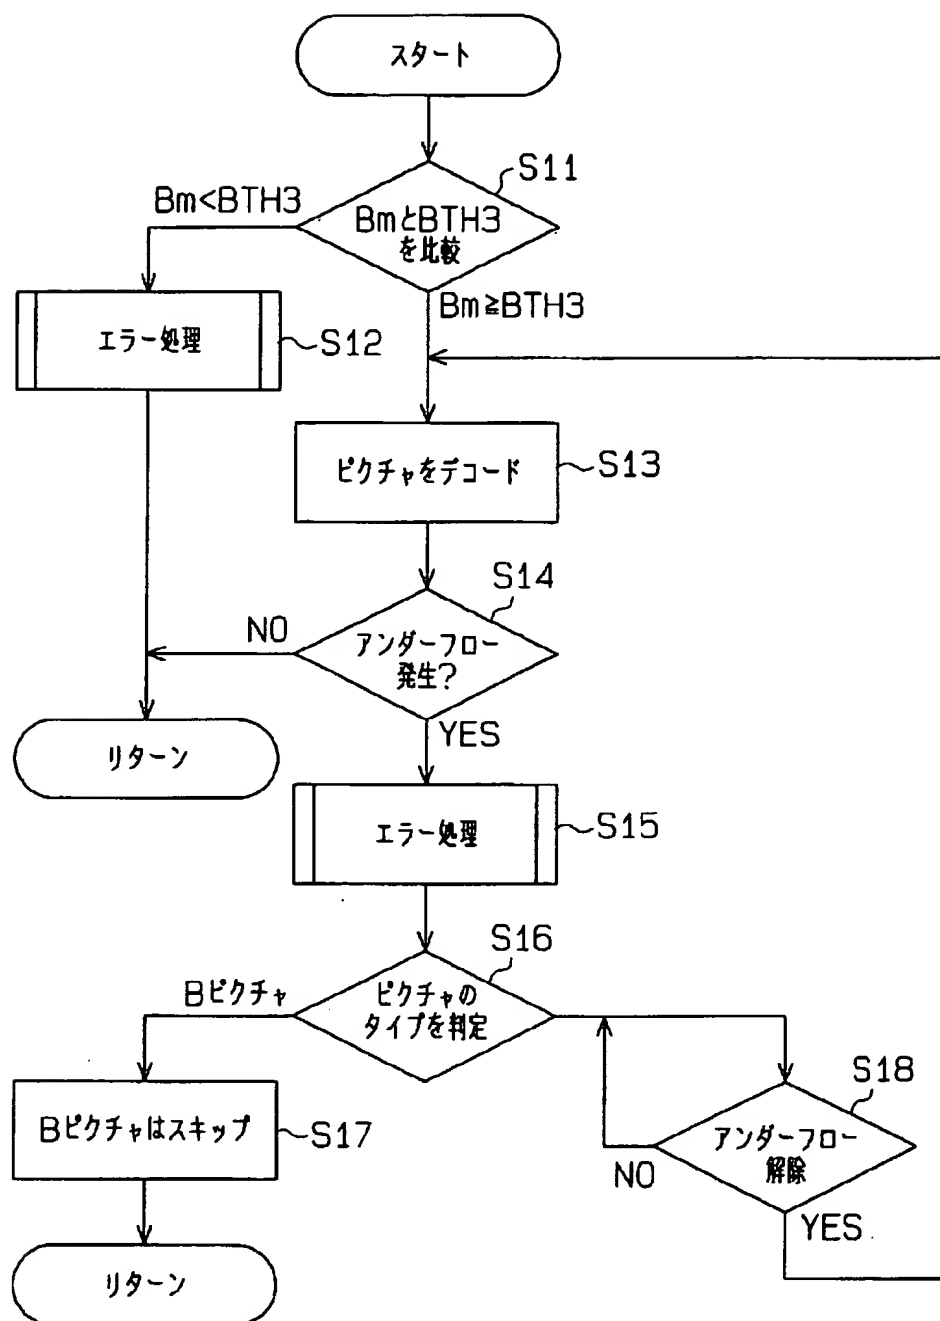 スタート
S11
Bm<BTH3
BmとBTH3
を比較
Bm≧BTH3
エラー処理
S12
ピクチャをデコード
S13
S14
NO
アンダーフロー
発生?
YES
リターン
エラー処理
S15
S16
Bピクチャ
ピクチャの
タイプを判定
S18
Bピクチャはスキップ
S17
アンダーフロー
解除
NO
YES
リターン